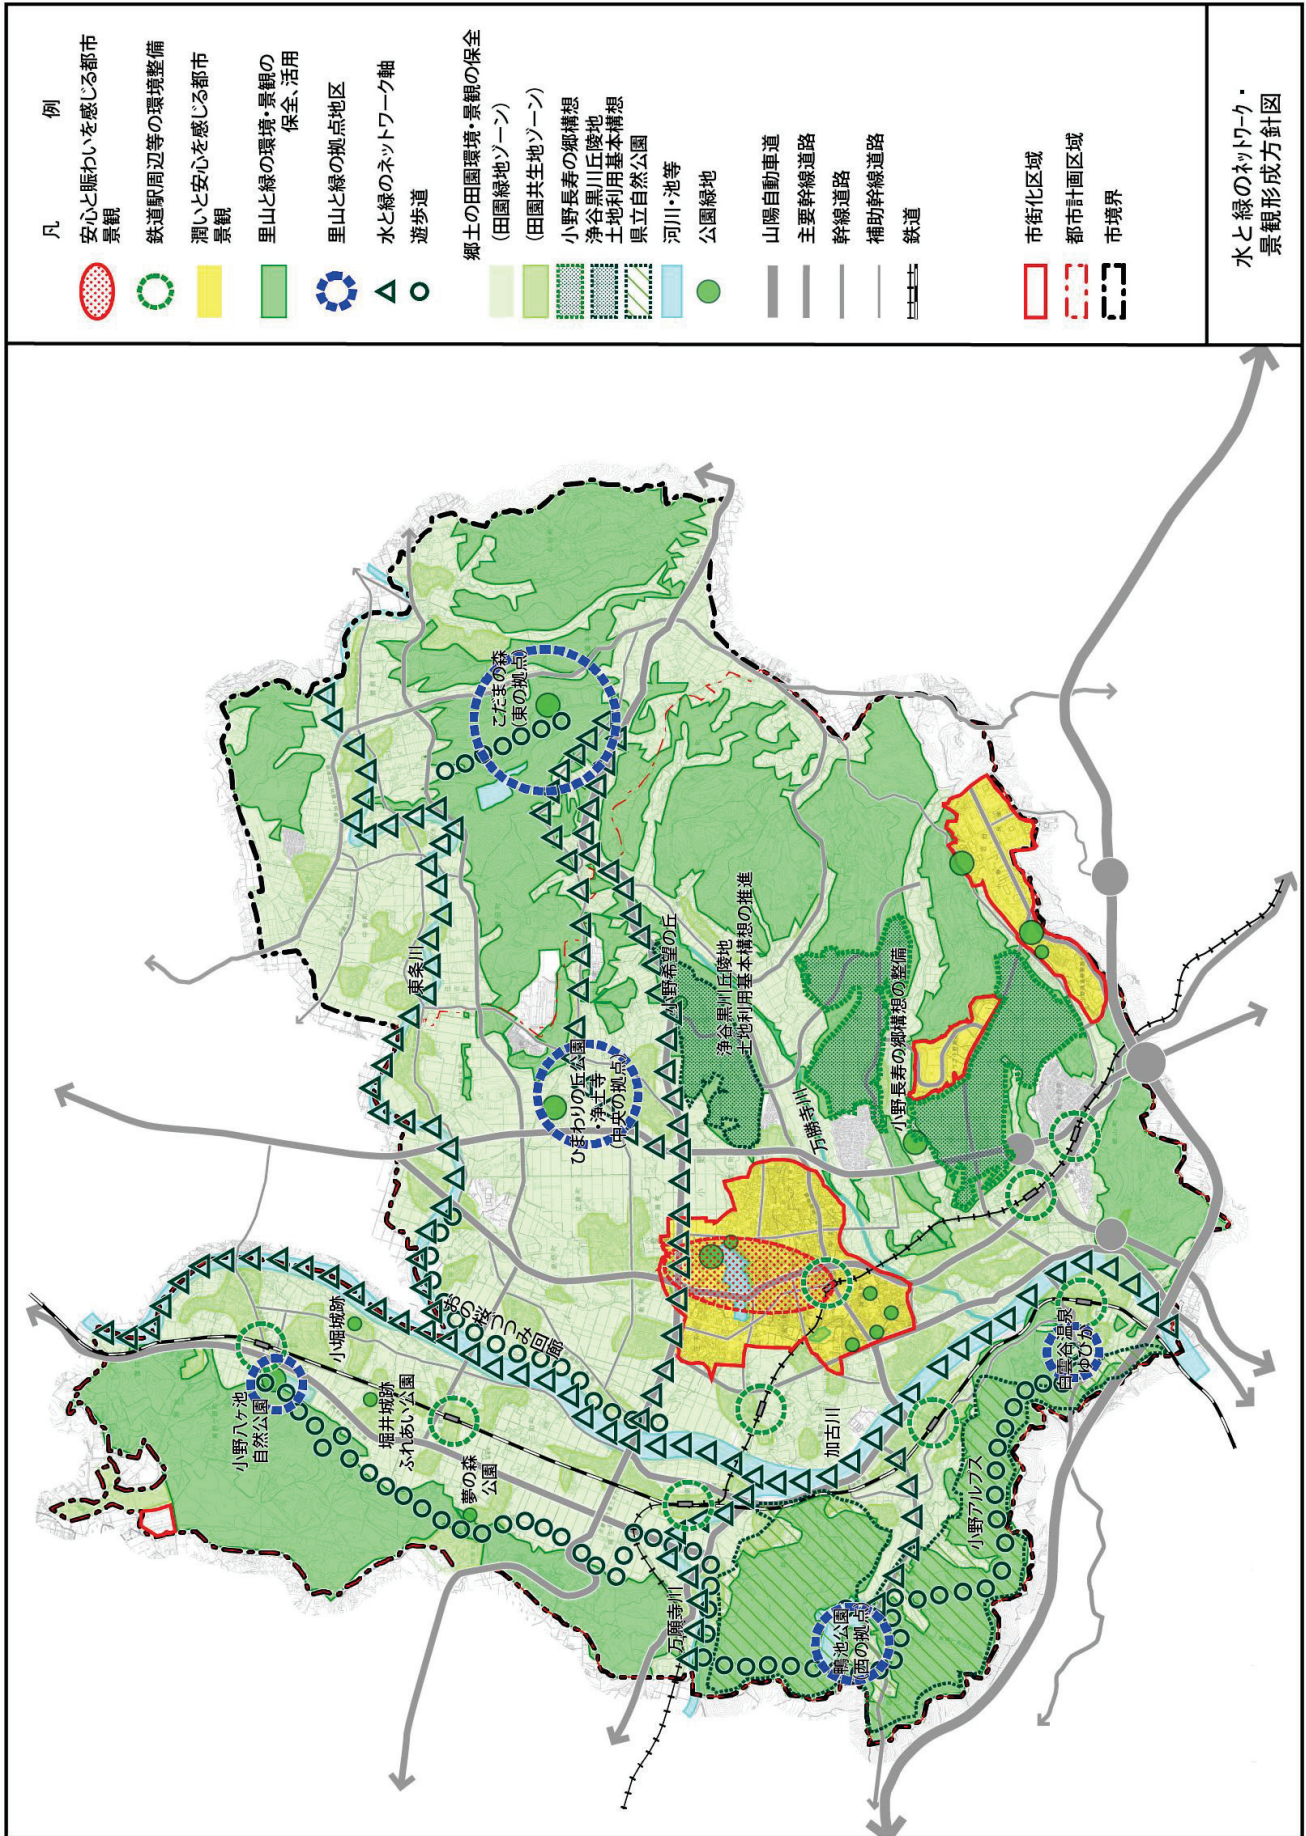 凡　例
安心と賑わいを感じる都市
景観
鉄道駅周辺等の環境整備
潤いと安心を感じる都市
景観
里山と緑の環境・景観の
保全、活用
里山と緑の拠点地区
水と緑のネットワーク軸
遊歩道
郷土の田園環境・景観の保全
(田園緑地ゾーン)
(田園共生地ゾーン)
小野長寿の郷構想
浄谷黒川丘陵地
土地利用基本構想
県立自然公園
河川・池等
公園緑地
山陽自動車道
主要幹線道路
幹線道路
補助幹線道路
鉄道
市街化区域
都市計画区域
市境界
水と緑のネットワーク・
景観形成方針図
こだまの森
(東の拠点)
東条川
小野希望の丘
浄谷黒川丘陵地
土地利用基本構想の推進
ひまわりの丘公園
・浄土寺
(中央の拠点)
万勝寺川
小野長寿の郷構想の整備
小堀城跡
おの桜づつみ回廊
小野八ヶ池
自然公園
堀井城跡
ふれあい公園
夢の森
公園
加古川
白雲谷温泉
ゆぴか
小野アルプス
万願寺川
鴨池公園
(西の拠点)